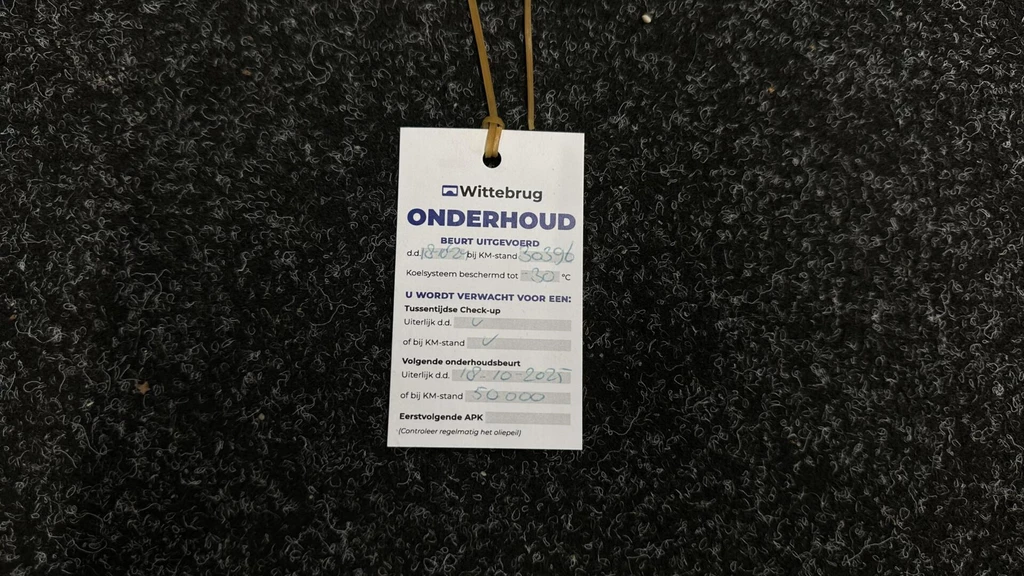 Wittebrug
ONDERHOUD
BEURT UITGEVOERD
d.d. 18-02- bij KM-stand 30396
Koelsysteem beschermd tot -30 °C
U WORDT VERWACHT VOOR EEN:
Tussentijdse Check-up
Uiterlijk d.d.
of bij KM-stand
Volgende onderhoudsbeurt
Uiterlijk d.d. 18-10-2025
of bij KM-stand 50 000
Eerstvolgende APK
(Controleer regelmatig het oliepeil)